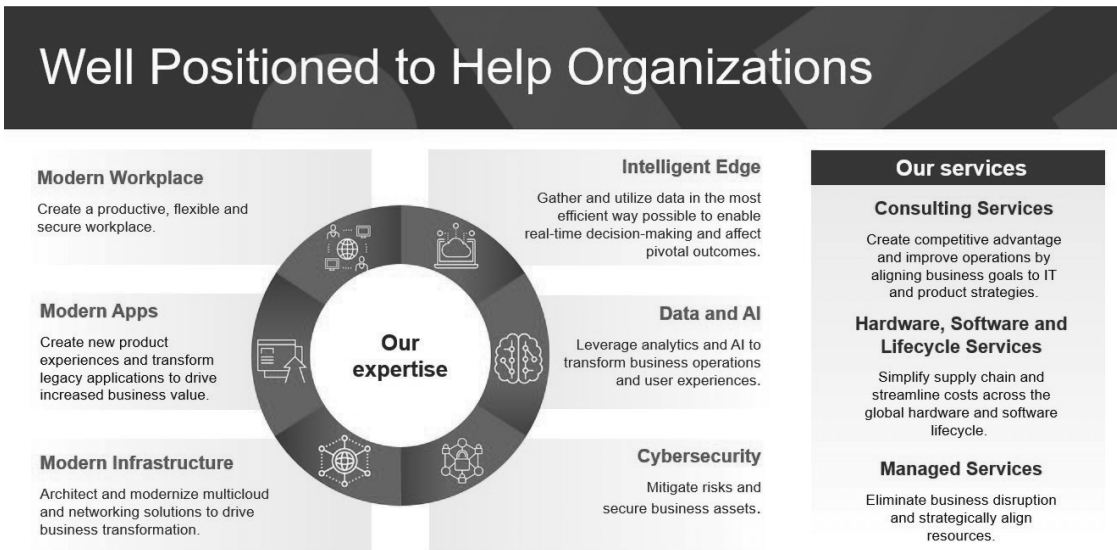 Well Positioned to Help Organizations
Modern Workplace
Create a productive, flexible and
secure workplace.
Modern Apps
Create new product
experiences and transform
legacy applications to drive
increased business value.
Modern Infrastructure
Architect and modernize multicloud
and networking solutions to drive
business transformation.
Our
expertise
Intelligent Edge
Gather and utilize data in the most
efficient way possible to enable
real-time decision-making and affect
pivotal outcomes.
Data and AI
Leverage analytics and AI to
transform business operations
and user experiences.
Cybersecurity
Mitigate risks and
secure business assets.
Our services
Consulting Services
Create competitive advantage
and improve operations by
aligning business goals to IT
and product strategies.
Hardware, Software and
Lifecycle Services
Simplify supply chain and
streamline costs across the
global hardware and software
lifecycle.
Managed Services
Eliminate business disruption
and strategically align
resources.